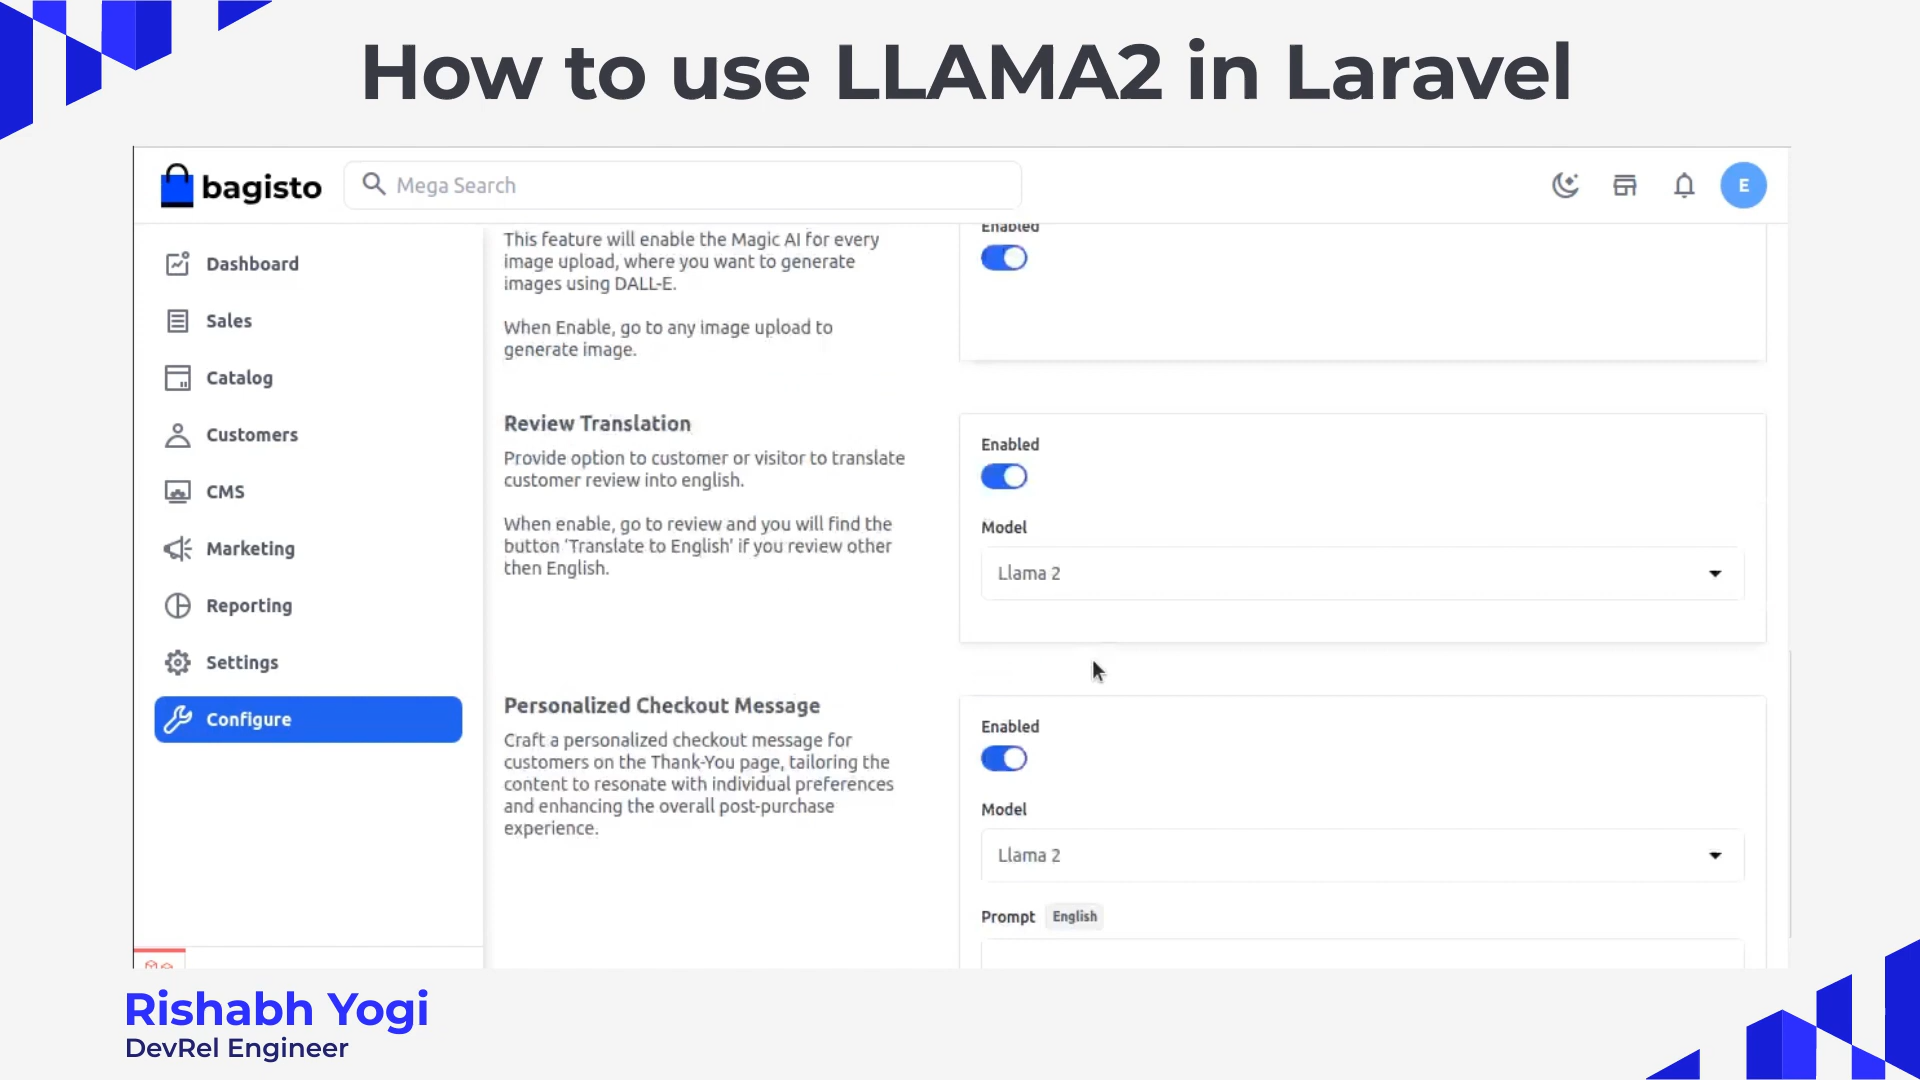 How to use LLAMA2 in Laravel
bagisto
Mega Search
E
Dashboard
Sales
Catalog
Customers
CMS
Marketing
Reporting
Settings
Configure
This feature will enable the Magic AI for every
image upload, where you want to generate
images using DALL-E.
When Enable, go to any image upload to
generate image.
Enabled
Review Translation
Provide option to customer or visitor to translate
customer review into english.
When enable, go to review and you will find the
button ‘Translate to English’ if you review other
then English.
Enabled
Model
Llama 2
Personalized Checkout Message
Craft a personalized checkout message for
customers on the Thank-You page, tailoring the
content to resonate with individual preferences
and enhancing the overall post-purchase
experience.
Enabled
Model
Llama 2
Prompt English
Rishabh Yogi
DevRel Engineer